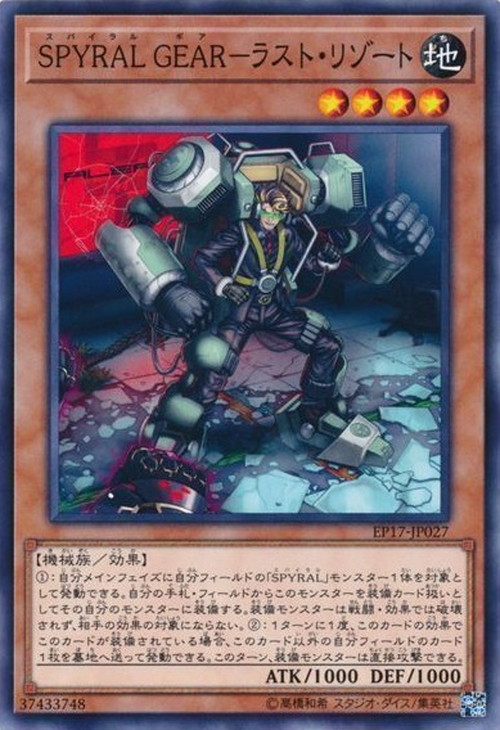 スパイラル ギア
SPYRAL GEAR－ラスト・リゾート
地
EP17-JP027
【機械族／効果】
①：自分メインフェイズに自分フィールドの「SPYRAL」モンスター１体を対象と
して発動できる。自分の手札・フィールドからこのモンスターを装備カード扱いと
してその自分のモンスターに装備する。装備モンスターは戦闘・効果では破壊
されず、相手の効果の対象にならない。②：１ターンに１度、このカードの効果で
このカードが装備されている場合、このカード以外の自分フィールドのカード
１枚を墓地へ送って発動できる。このターン、装備モンスターは直接攻撃できる。
ATK/1000 DEF/1000
37433748 ©高橋和希 スタジオ・ダイス/集英社